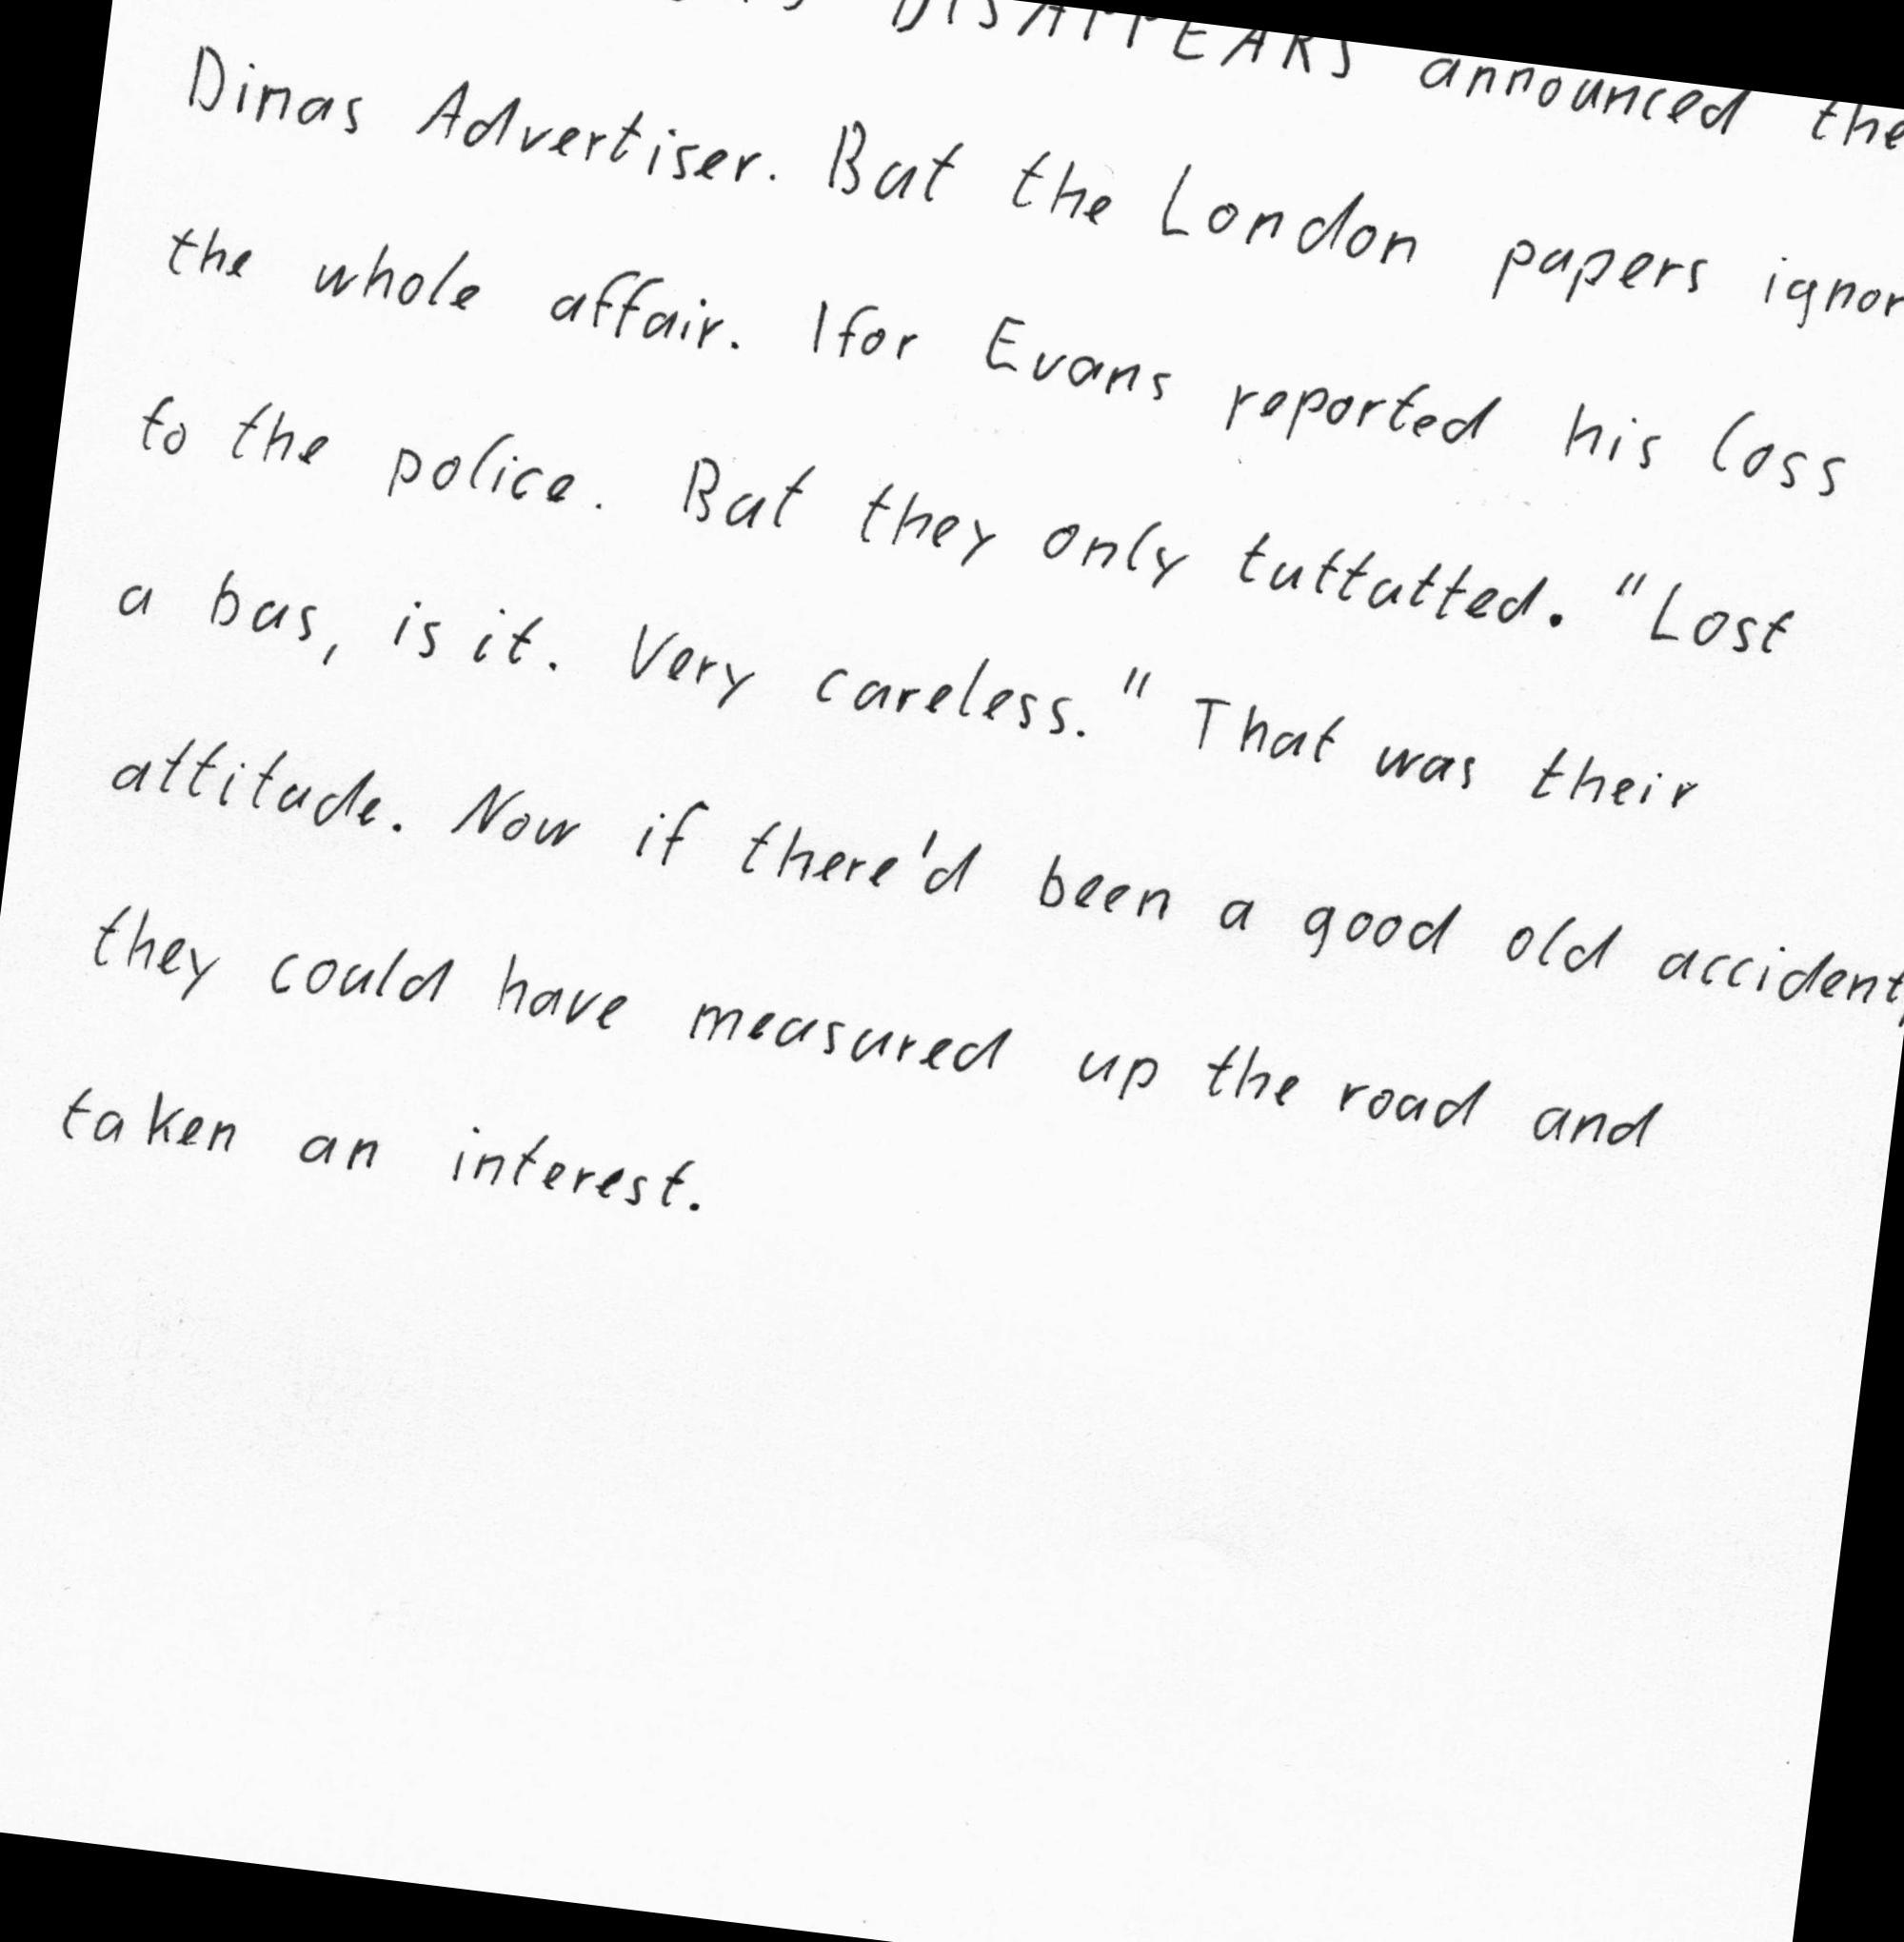 DISAPPEARS announced the
Dinas Advertiser. But the London papers ignor
the whole affair. Ifor Evans reported his loss
to the police. But they only tuttutted. "Lost
a bus, is it. Very careless." That was their
attitude. Now if there'd been a good old accident,
they could have measured up the road and
taken an interest.